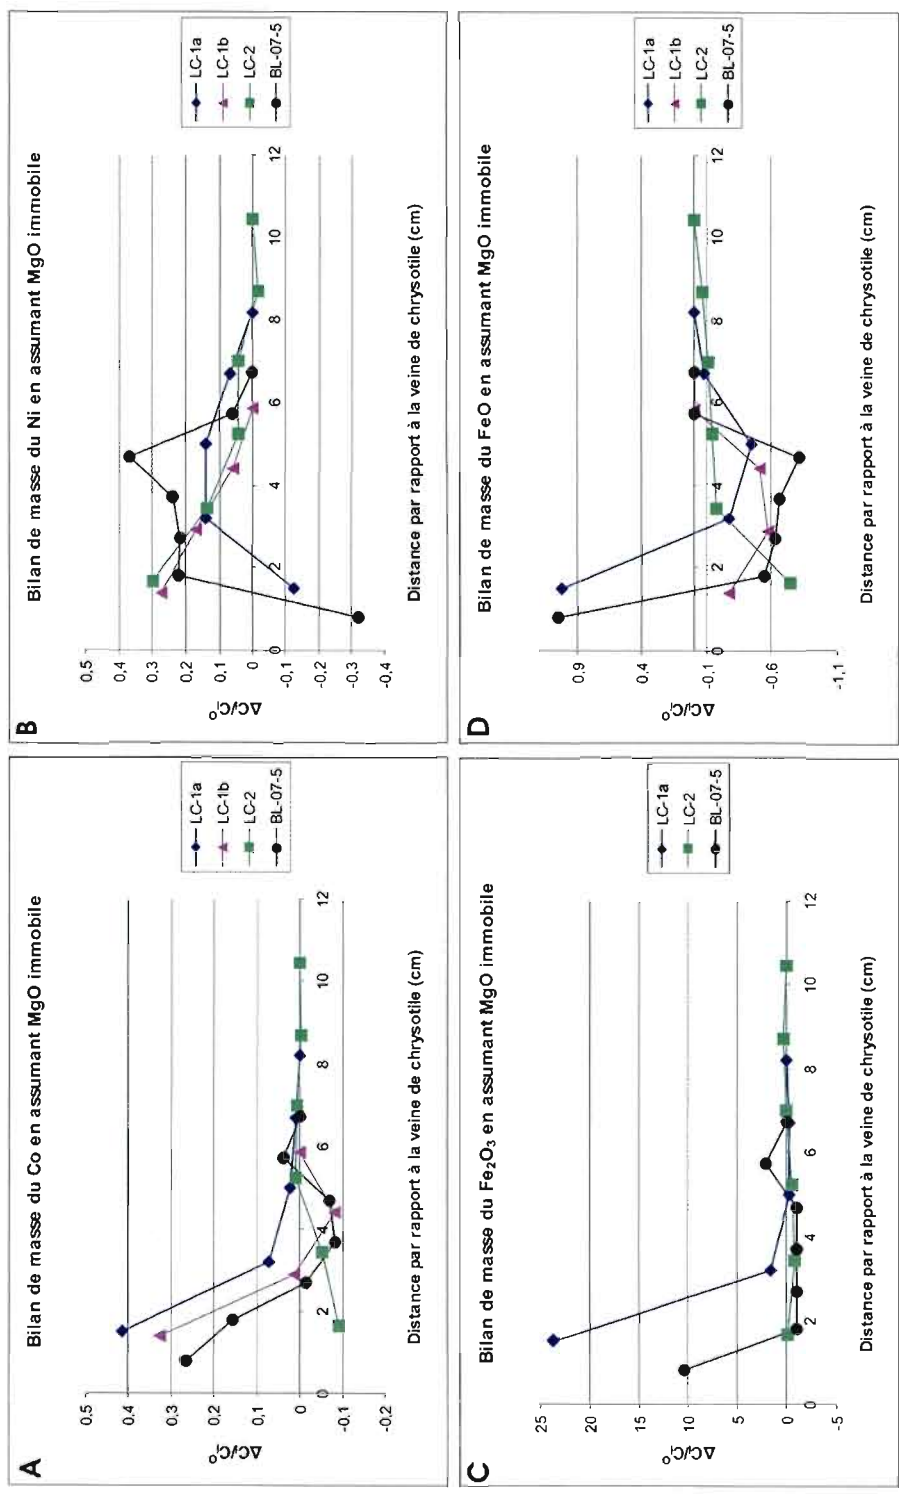 A
Bilan de masse du Co en assumant MgO immobile
ΔCᵢ/Cᵢ⁰
0,5
0,4
0,3
0,2
0,1
0
-0,1
-0,2
0
2
4
6
8
10
12
Distance par rapport à la veine de chrysotile (cm)
LC-1a
LC-1b
LC-2
BL-07-5
B
Bilan de masse du Ni en assumant MgO immobile
ΔCᵢ/Cᵢ⁰
0,5
0,4
0,3
0,2
0,1
0
-0,1
-0,2
-0,3
-0,4
0
2
4
6
8
10
12
Distance par rapport à la veine de chrysotile (cm)
LC-1a
LC-1b
LC-2
BL-07-5
C
Bilan de masse du Fe₂O₃ en assumant MgO immobile
ΔCᵢ/Cᵢ⁰
25
20
15
10
5
0
-5
0
2
4
6
8
10
12
Distance par rapport à la veine de chrysotile (cm)
LC-1a
LC-2
BL-07-5
D
Bilan de masse du FeO en assumant MgO immobile
ΔCᵢ/Cᵢ⁰
0,9
0,4
-0,1
-0,6
-1,1
0
2
4
6
8
10
12
Distance par rapport à la veine de chrysotile (cm)
LC-1a
LC-1b
LC-2
BL-07-5